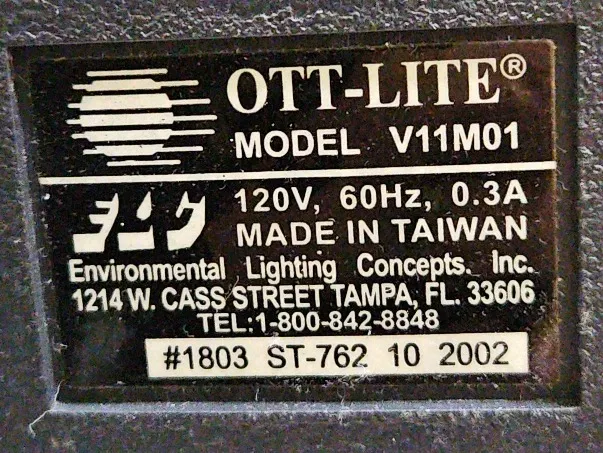 OTT-LITE®
MODEL V11M01
120V, 60Hz, 0.3A
MADE IN TAIWAN
Environmental Lighting Concepts. Inc.
1214 W. CASS STREET TAMPA, FL. 33606
TEL:1-800-842-8848
#1803 ST-762 10 2002